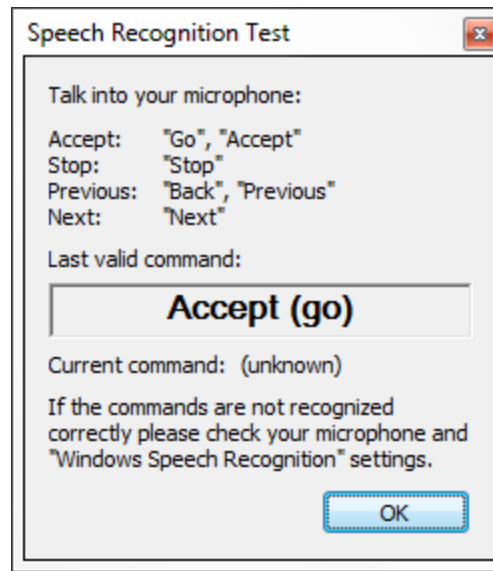 Speech Recognition Test
Talk into your microphone:
Accept: "Go", "Accept"
Stop: "Stop"
Previous: "Back", "Previous"
Next: "Next"
Last valid command:
Accept (go)
Current command: (unknown)
If the commands are not recognized
correctly please check your microphone and
"Windows Speech Recognition" settings.
OK